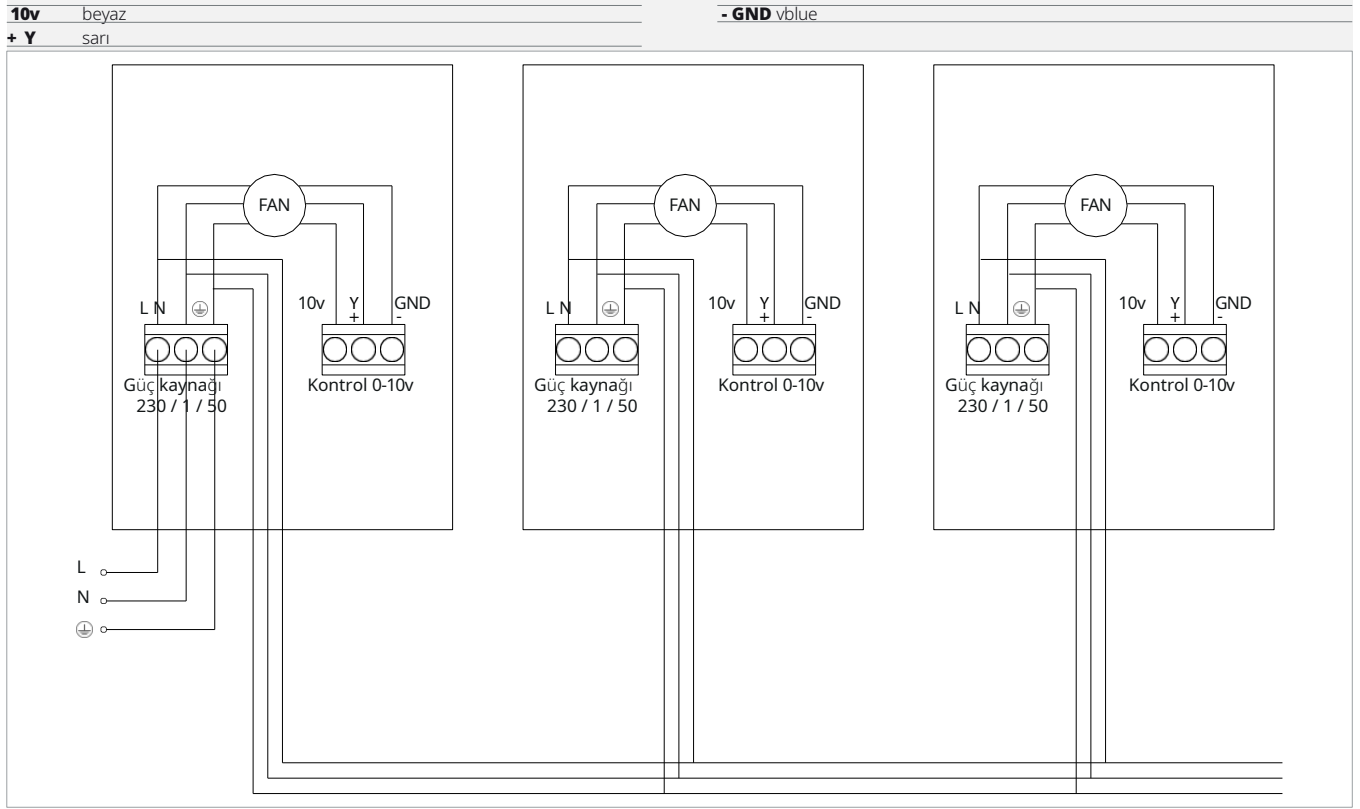 10v beyaz
- GND vblue
+ Y sarı
FAN FAN FAN
L N 10v Y GND L N 10v Y GND L N 10v Y GND
+ - + - + -
Güç kaynağı Kontrol 0-10v Güç kaynağı Kontrol 0-10v Güç kaynağı Kontrol 0-10v
230 / 1 / 50 230 / 1 / 50 230 / 1 / 50
L
N